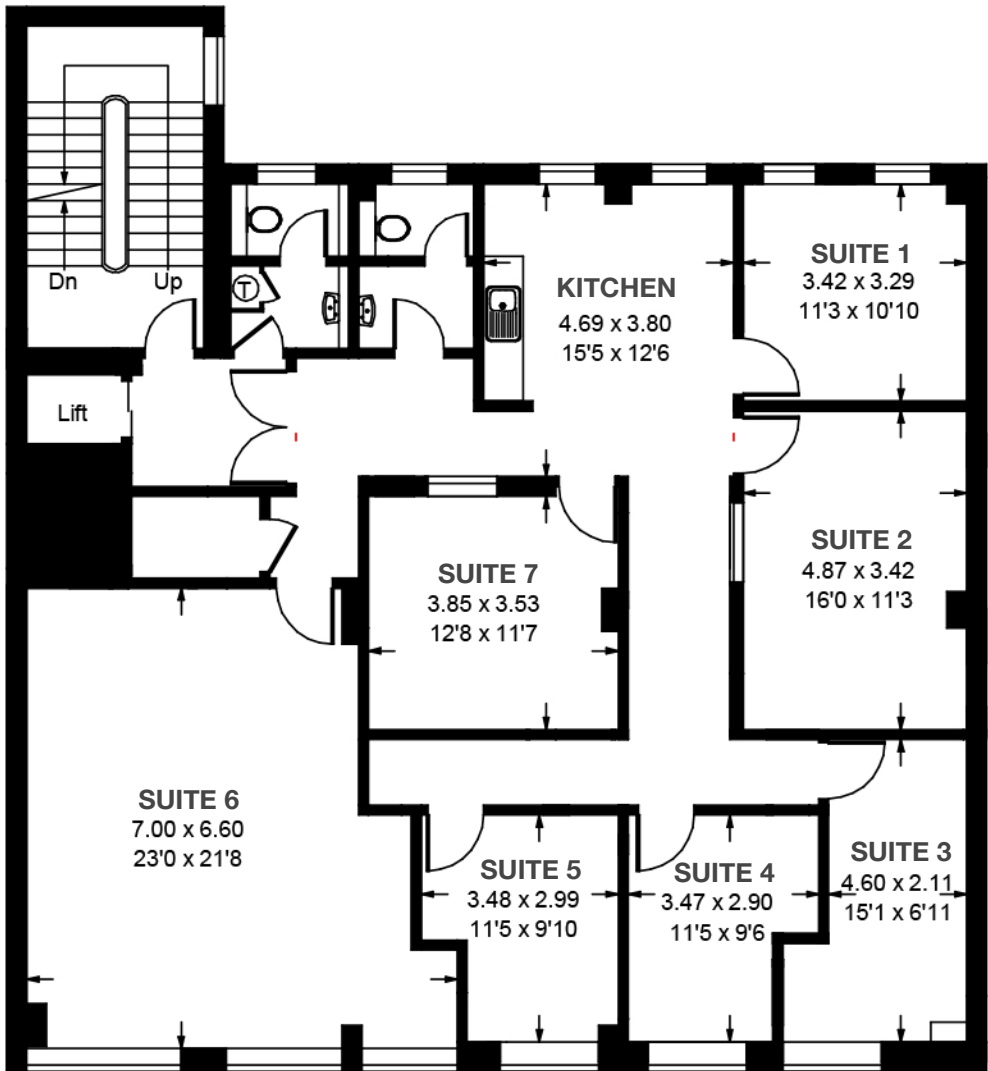 Dn
Up
T
Lift
KITCHEN
4.69 x 3.80
15'5 x 12'6
SUITE 1
3.42 x 3.29
11'3 x 10'10
SUITE 2
4.87 x 3.42
16'0 x 11'3
SUITE 7
3.85 x 3.53
12'8 x 11'7
SUITE 6
7.00 x 6.60
23'0 x 21'8
SUITE 5
3.48 x 2.99
11'5 x 9'10
SUITE 4
3.47 x 2.90
11'5 x 9'6
SUITE 3
4.60 x 2.11
15'1 x 6'11